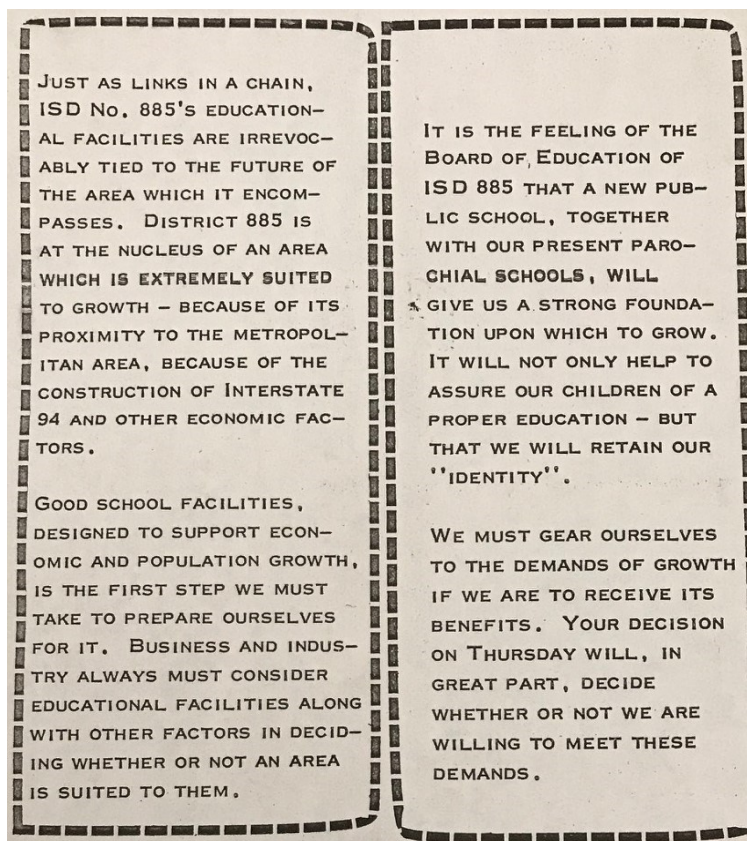 JUST AS LINKS IN A CHAIN,
ISD NO. 885'S EDUCATION–
AL FACILITIES ARE IRREVOC–
ABLY TIED TO THE FUTURE OF
THE AREA WHICH IT ENCOM–
PASSES. DISTRICT 885 IS
AT THE NUCLEUS OF AN AREA
WHICH IS EXTREMELY SUITED
TO GROWTH – BECAUSE OF ITS
PROXIMITY TO THE METROPOL–
ITAN AREA, BECAUSE OF THE
CONSTRUCTION OF INTERSTATE
94 AND OTHER ECONOMIC FAC–
TORS.
GOOD SCHOOL FACILITIES,
DESIGNED TO SUPPORT ECON–
OMIC AND POPULATION GROWTH,
IS THE FIRST STEP WE MUST
TAKE TO PREPARE OURSELVES
FOR IT. BUSINESS AND INDUS–
TRY ALWAYS MUST CONSIDER
EDUCATIONAL FACILITIES ALONG
WITH OTHER FACTORS IN DECID–
ING WHETHER OR NOT AN AREA
IS SUITED TO THEM.
IT IS THE FEELING OF THE
BOARD OF EDUCATION OF
ISD 885 THAT A NEW PUB–
LIC SCHOOL, TOGETHER
WITH OUR PRESENT PARO–
CHIAL SCHOOLS, WILL
GIVE US A STRONG FOUNDA–
TION UPON WHICH TO GROW.
IT WILL NOT ONLY HELP TO
ASSURE OUR CHILDREN OF A
PROPER EDUCATION – BUT
THAT WE WILL RETAIN OUR
"IDENTITY".
WE MUST GEAR OURSELVES
TO THE DEMANDS OF GROWTH
IF WE ARE TO RECEIVE ITS
BENEFITS. YOUR DECISION
ON THURSDAY WILL, IN
GREAT PART, DECIDE
WHETHER OR NOT WE ARE
WILLING TO MEET THESE
DEMANDS.